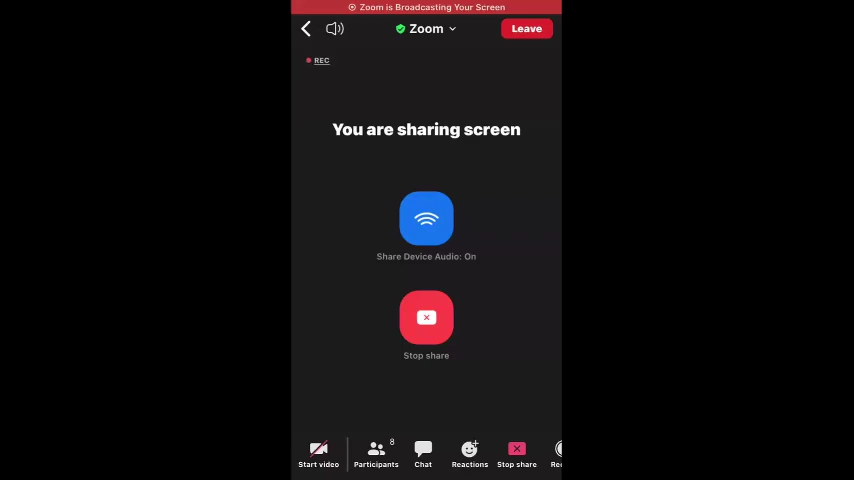 Zoom is Broadcasting Your Screen
Zoom
Leave
REC
You are sharing screen
Share Device Audio: On
Stop share
8
Start video
Participants
Chat
Reactions
Stop share